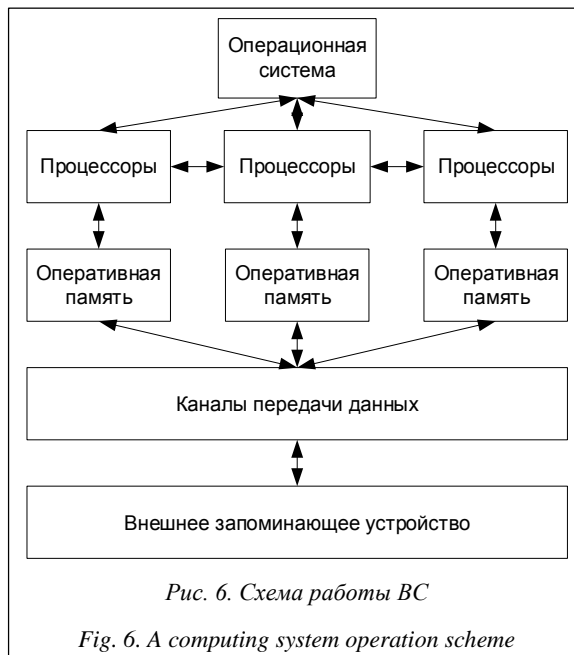 Операционная
система
Процессоры
Процессоры
Процессоры
Оперативная
память
Оперативная
память
Оперативная
память
Каналы передачи данных
Внешнее запоминающее устройство
Рис. 6. Схема работы ВС
Fig. 6. A computing system operation scheme